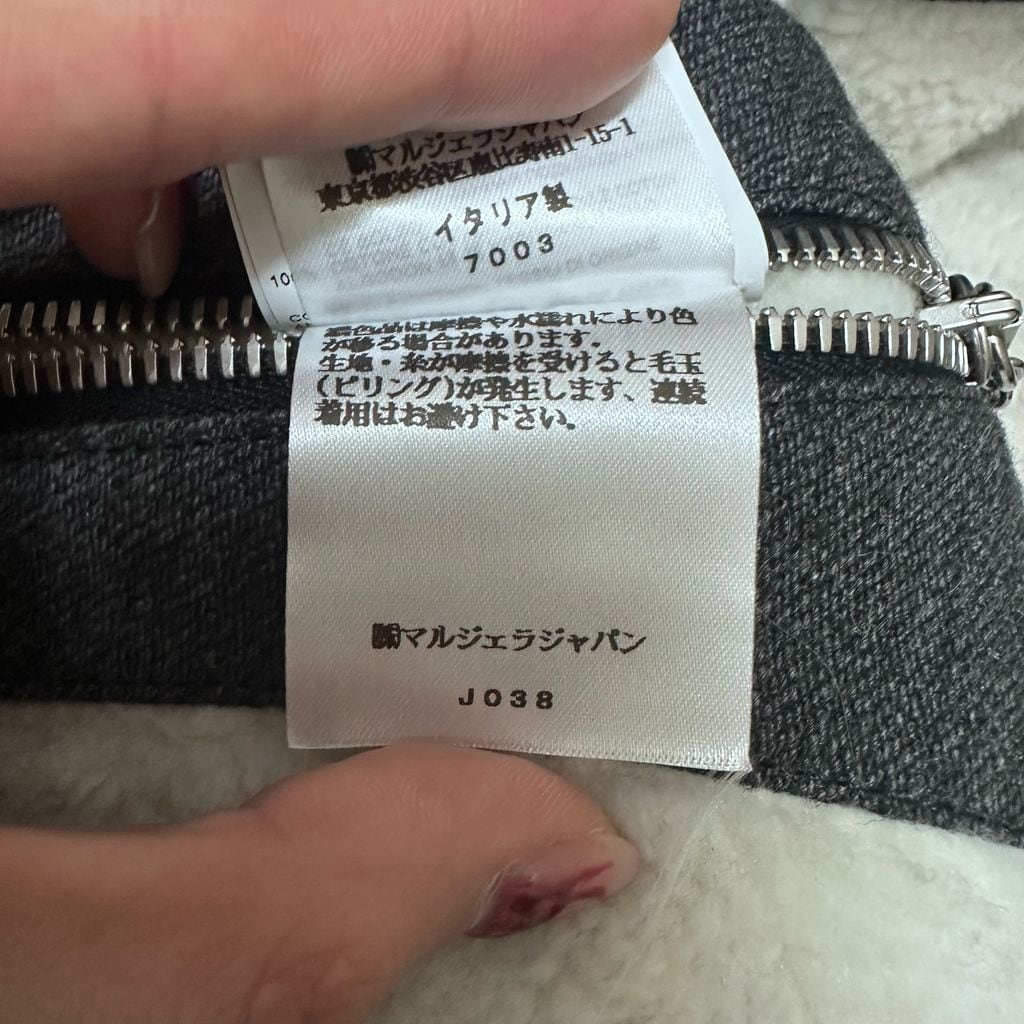 ㈱マルジェラジャパン
東京都渋谷区恵比寿南1-15-1
イタリア製
7003
10
CO
濃色品は摩擦や水濡れにより色
が移る場合があります。
生地・糸が摩擦を受けると毛玉
(ピリング)が発生します、連続
着用はお避け下さい。
㈱マルジェラジャパン
J038